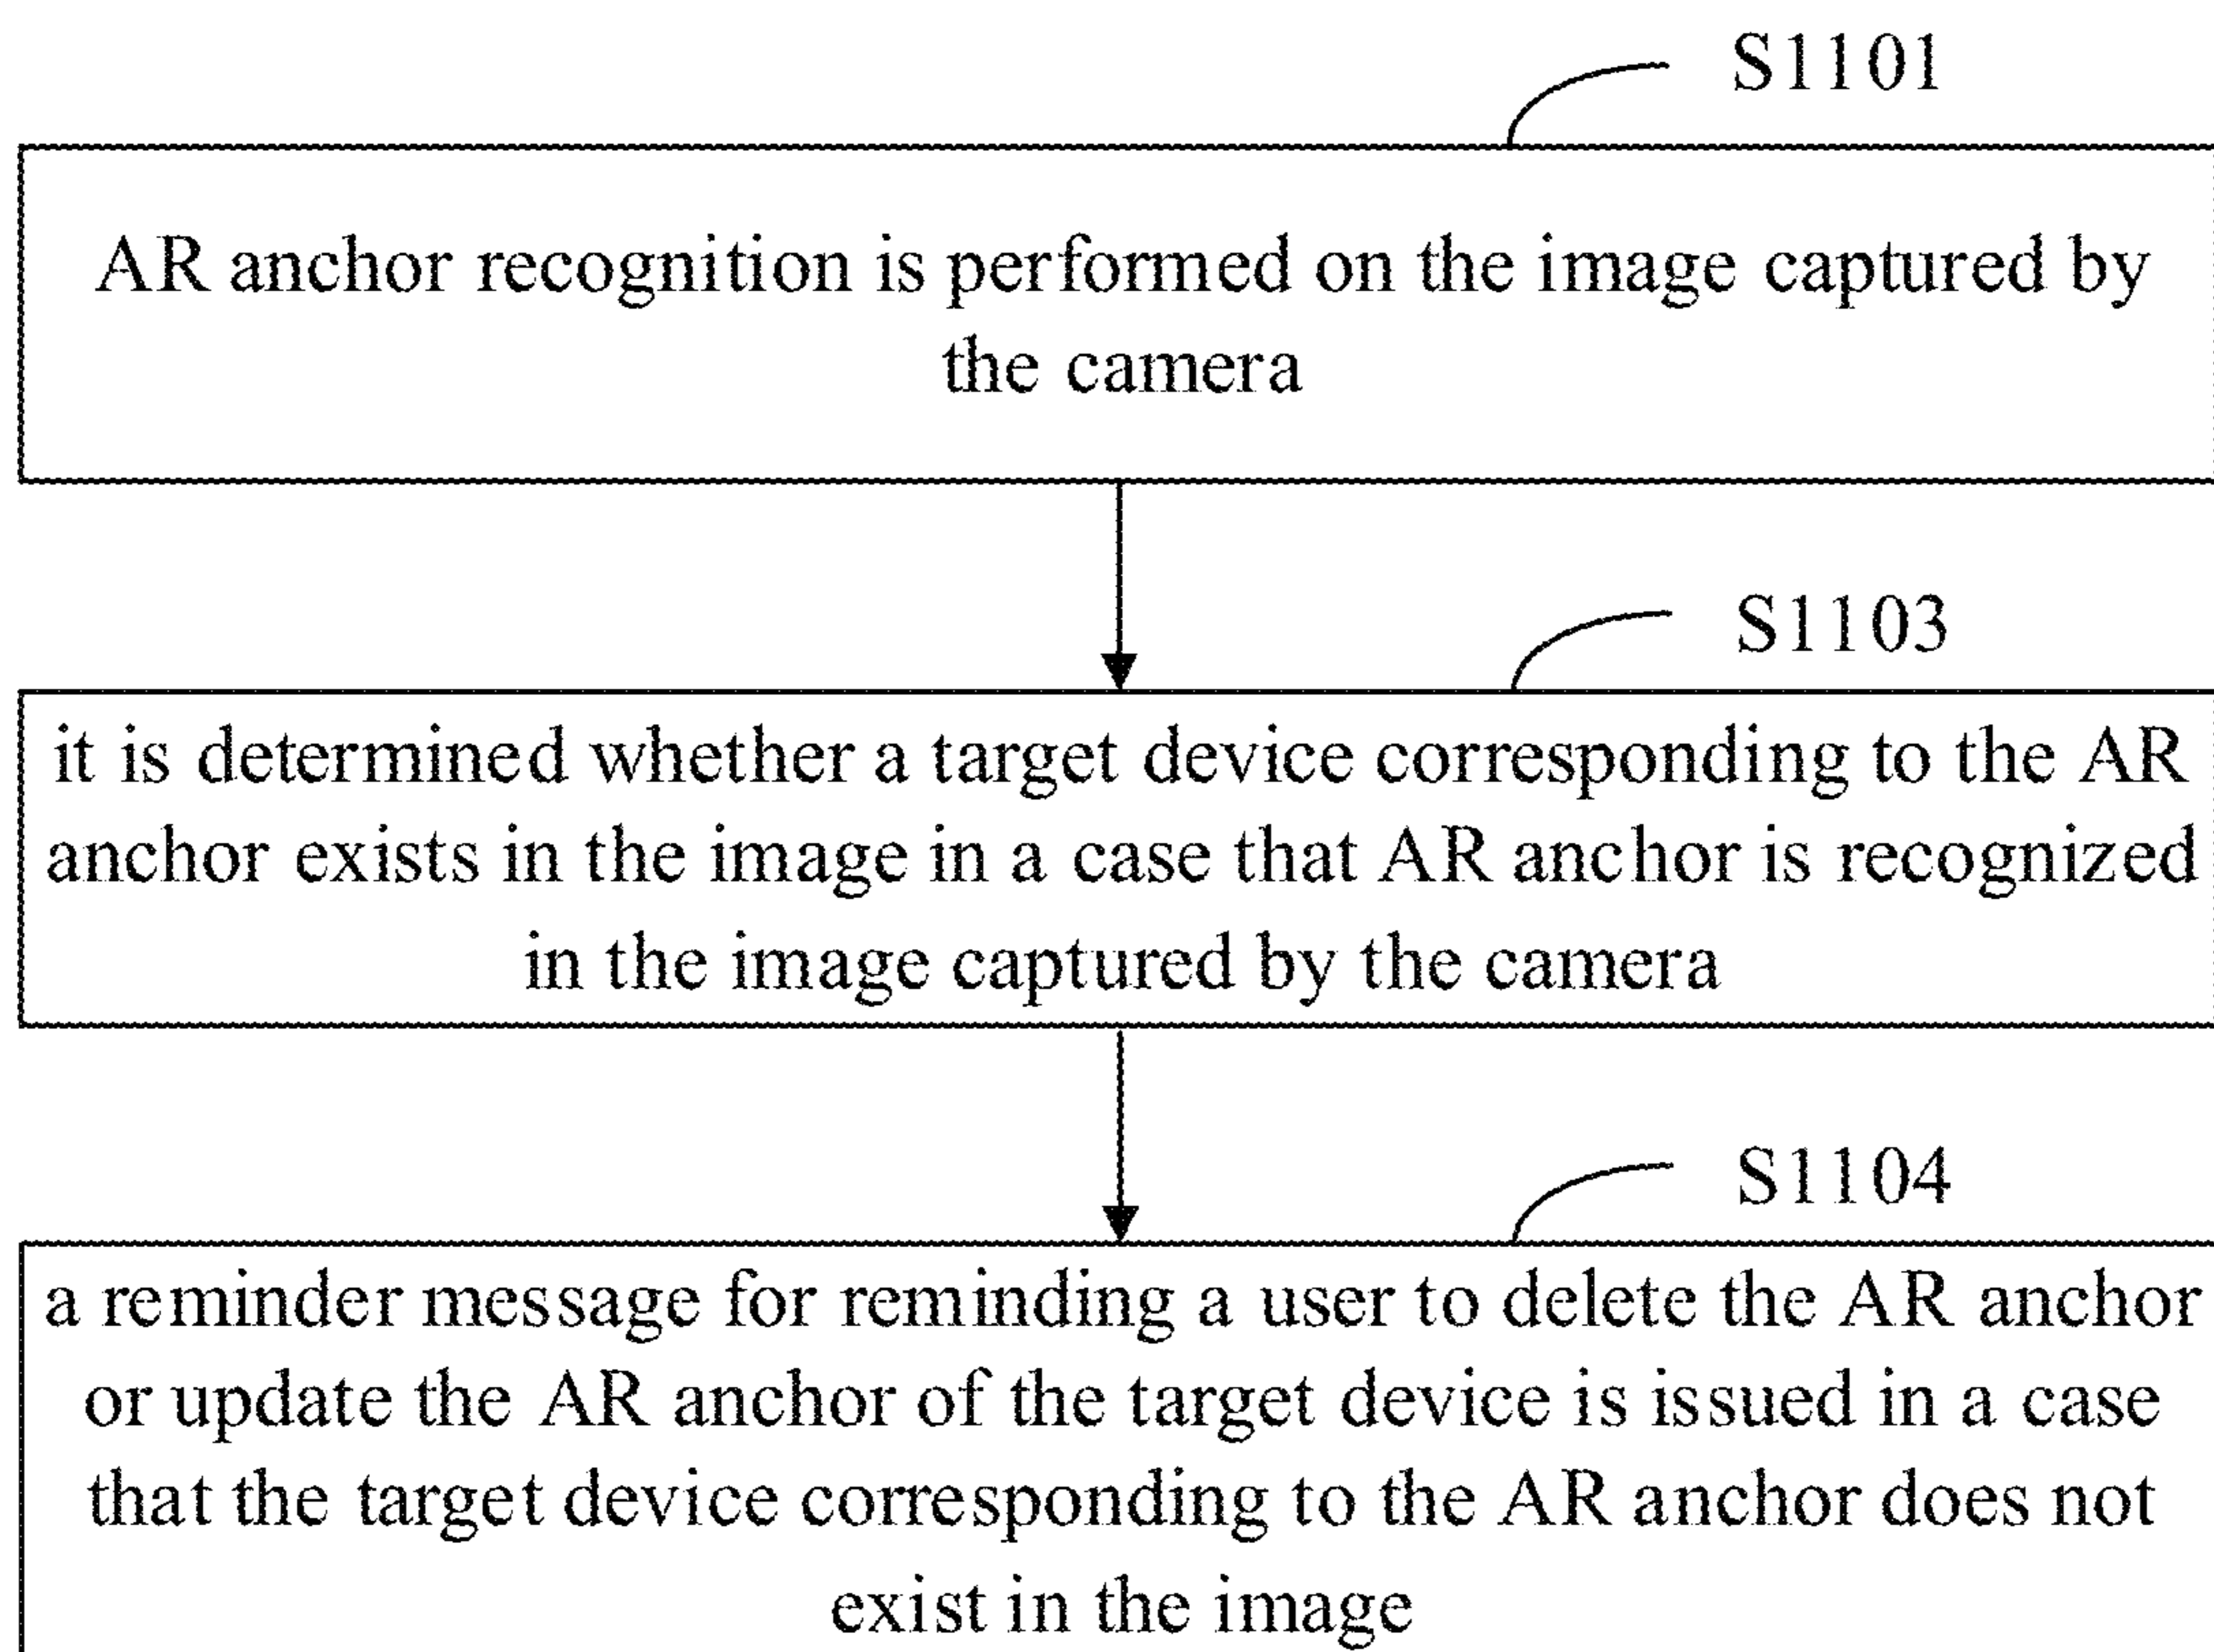 S1101
AR anchor recognition is performed on the image captured by
the camera
S1103
it is determined whether a target device corresponding to the AR
anchor exists in the image in a case that AR anchor is recognized
in the image captured by the camera
S1104
a reminder message for reminding a user to delete the AR anchor
or update the AR anchor of the target device is issued in a case
that the target device corresponding to the AR anchor does not
exist in the image